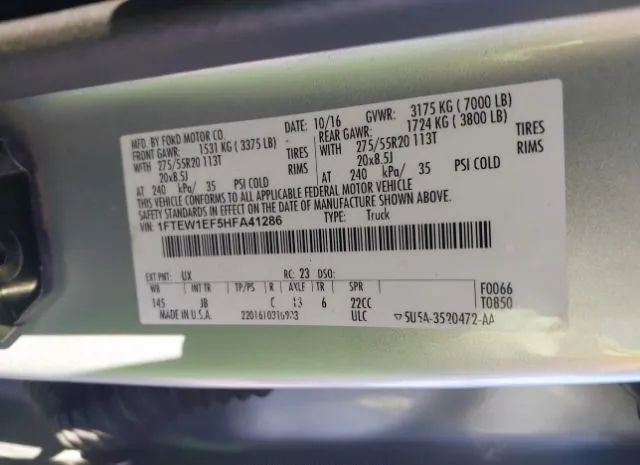 MFD. BY FORD MOTOR CO.
DATE: 10/16 GVWR: 3175 KG ( 7000 LB)
FRONT GAWR: 1531 KG ( 3375 LB)
REAR GAWR: 1724 KG ( 3800 LB)
WITH 275/55R20 113T TIRES
WITH 275/55R20 113T TIRES
20x8.5J RIMS
20x8.5J RIMS
AT 240 kPa/ 35 PSI COLD
AT 240 kPa/ 35 PSI COLD
THIS VEHICLE CONFORMS TO ALL APPLICABLE FEDERAL MOTOR VEHICLE
SAFETY STANDARDS IN EFFECT ON THE DATE OF MANUFACTURE SHOWN ABOVE.
VIN: 1FTEW1EF5HFA41286
TYPE: Truck
EXT PNT: UX RC: 23 DSO:
WB INT TR TP/PS R AXLE TR SPR F0066
145 JB C 13 6 22CC T0850
MADE IN U.S.A. ULC 5U5A-3520472-AA